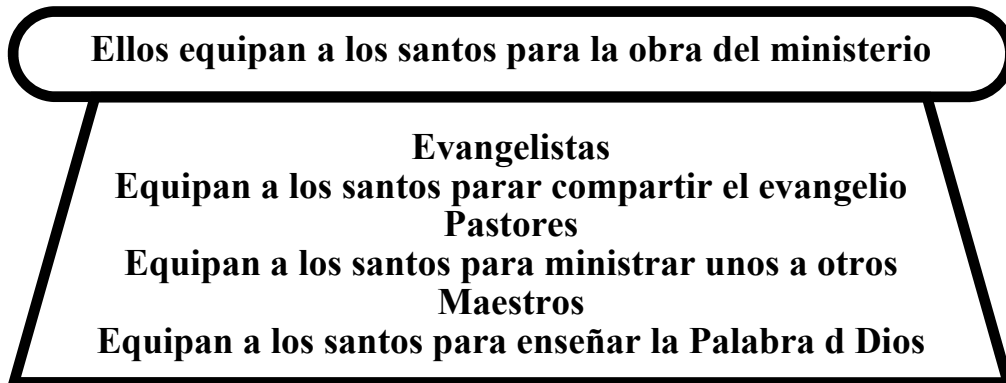 Ellos equipan a los santos para la obra del ministerio
Evangelistas
Equipan a los santos parar compartir el evangelio
Pastores
Equipan a los santos para ministrar unos a otros
Maestros
Equipan a los santos para enseñar la Palabra d Dios